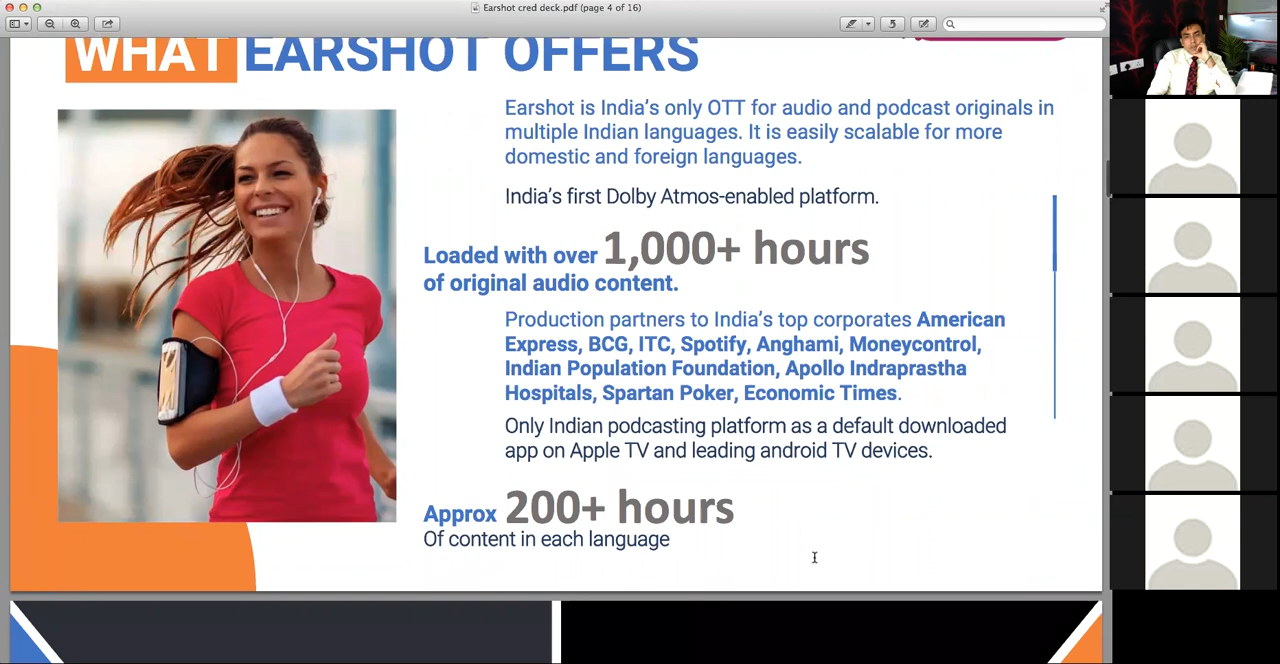 Earshot cred deck.pdf (page 4 of 16)
WHAT EARSHOT OFFERS
Earshot is India's only OTT for audio and podcast originals in
multiple Indian languages. It is easily scalable for more
domestic and foreign languages.
India's first Dolby Atmos-enabled platform.
Loaded with over 1,000+ hours
of original audio content.
Production partners to India's top corporates American
Express, BCG, ITC, Spotify, Anghami, Moneycontrol,
Indian Population Foundation, Apollo Indraprastha
Hospitals, Spartan Poker, Economic Times.
Only Indian podcasting platform as a default downloaded
app on Apple TV and leading android TV devices.
Approx 200+ hours
Of content in each language